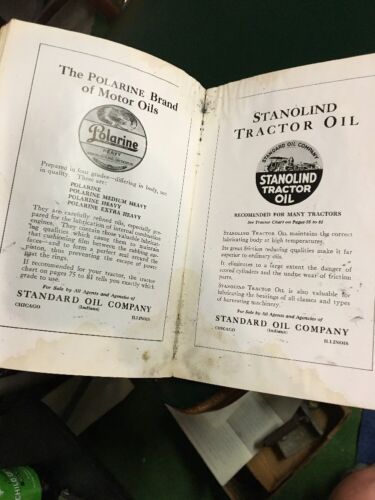 The POLARINE Brand
of Motor Oils
Polarine
HEAVY
Prepared in four grades—differing in body, not
in quality. These are:
POLARINE
POLARINE MEDIUM HEAVY
POLARINE HEAVY
POLARINE EXTRA HEAVY
They are carefully refined oils, especially pre-
pared for the lubrication of internal combustion
engines. They contain those valuable lubricat-
ing qualities which cause them to maintain
that cushioning film between the rubbing sur-
faces—and to form a perfect seal around the
piston, thus preventing the escape of power
past the rings.
If recommended for your tractor, the tractor
chart on pages 75 to 81 tells you exactly which
grade to use.
For Sale by All Agents and Agencies of
STANDARD OIL COMPANY
(Indiana)
CHICAGO ILLINOIS
STANOLIND
TRACTOR OIL
STANDARD OIL COMPANY
STANOLIND
TRACTOR
OIL
RECOMENDED FOR MANY TRACTORS
See Tractor Chart on Pages 75 to 81
STANOLIND TRACTOR OIL maintains the correct
lubricating body at high temperatures.
Its great friction reducing qualities make it far
superior to ordinary oils.
It eliminates to a large extent the danger of
scored cylinders and the undue wear of friction
parts.
STANOLIND TRACTOR OIL is also valuable for
lubricating the bearings of all classes and types
of harvesting machinery.
For Sale by All Agents and Agencies of
STANDARD OIL COMPANY
(Indiana)
CHICAGO ILLINOIS